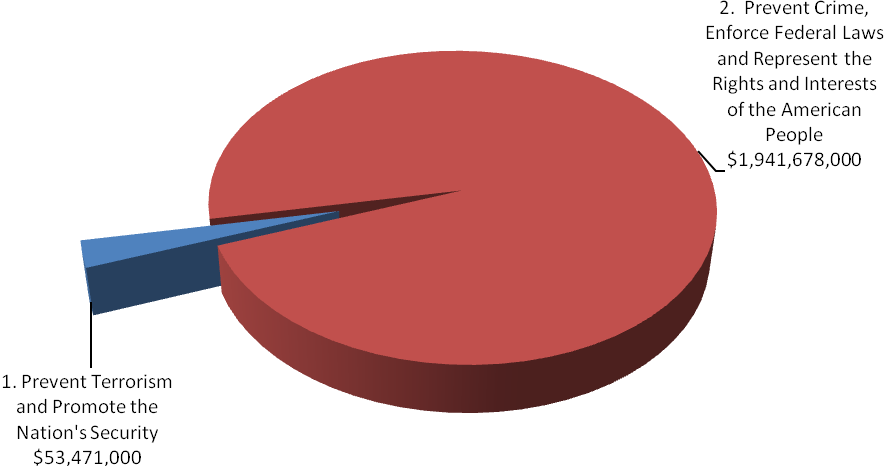 2.  Prevent Crime,
Enforce Federal Laws
and Represent the
Rights and Interests
of the American
People
$1,941,678,000
1. Prevent Terrorism
and Promote the
Nation's Security
$53,471,000